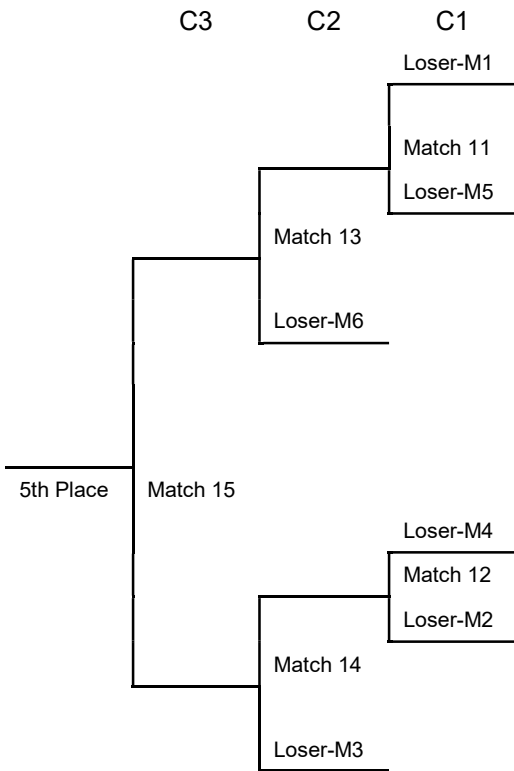 C3 C2 C1
Loser-M1
Match 11
Loser-M5
Match 13
Loser-M6
5th Place Match 15
Loser-M4
Match 12
Loser-M2
Match 14
Loser-M3